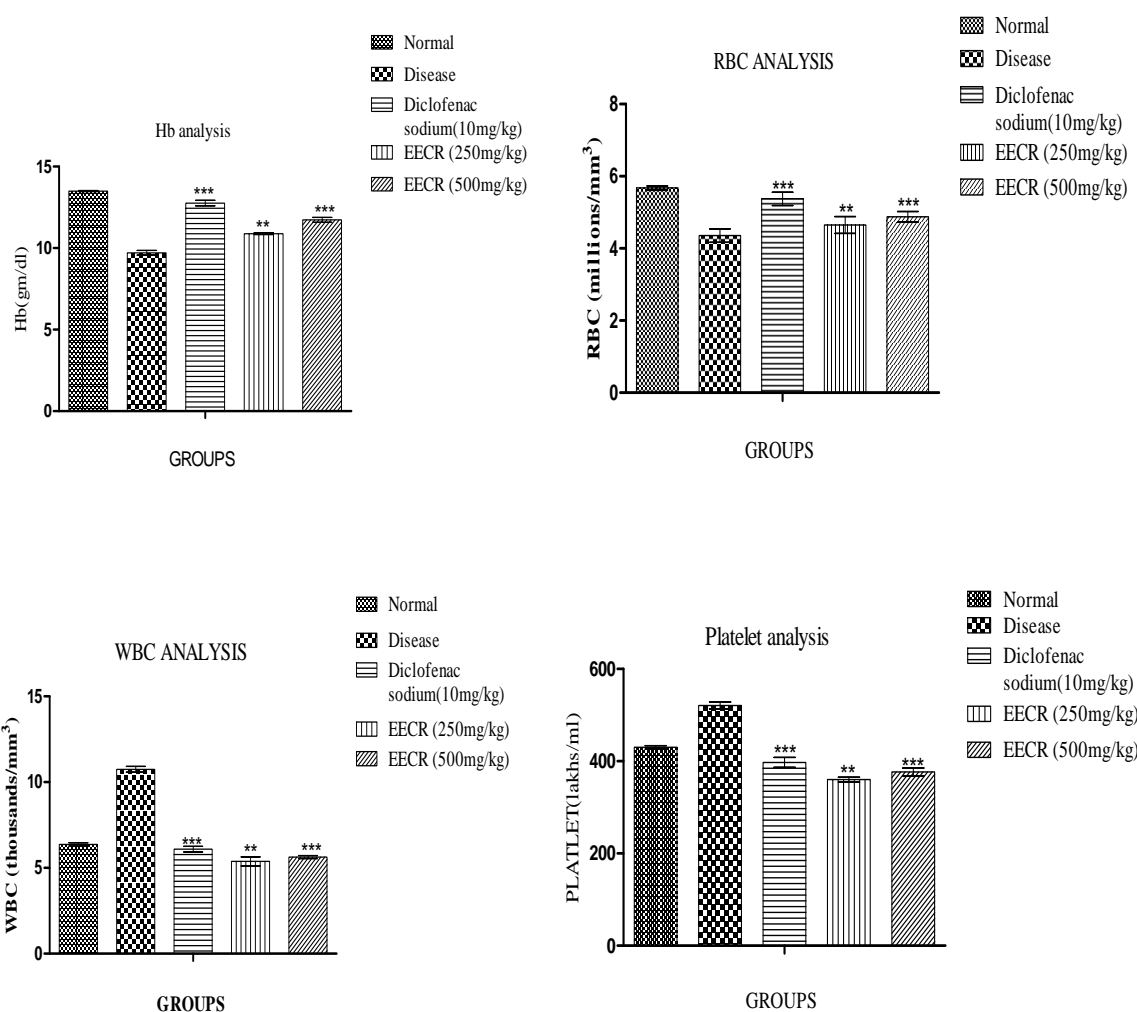 Hb analysis
Normal
Disease
Diclofenac
sodium(10mg/kg)
EECR (250mg/kg)
EECR (500mg/kg)
Hb(gm/dl)
15
10
5
0
***
**
***
GROUPS
RBC ANALYSIS
Normal
Disease
Diclofenac
sodium(10mg/kg)
EECR (250mg/kg)
EECR (500mg/kg)
RBC (millions/mm³)
8
6
4
2
0
***
**
***
GROUPS
WBC ANALYSIS
Normal
Disease
Diclofenac
sodium(10mg/kg)
EECR (250mg/kg)
EECR (500mg/kg)
WBC (thousands/mm³)
15
10
5
0
***
**
***
GROUPS
Platelet analysis
Normal
Disease
Diclofenac
sodium(10mg/kg)
EECR (250mg/kg)
EECR (500mg/kg)
PLATLET(lakhs/ml)
600
400
200
0
***
**
***
GROUPS